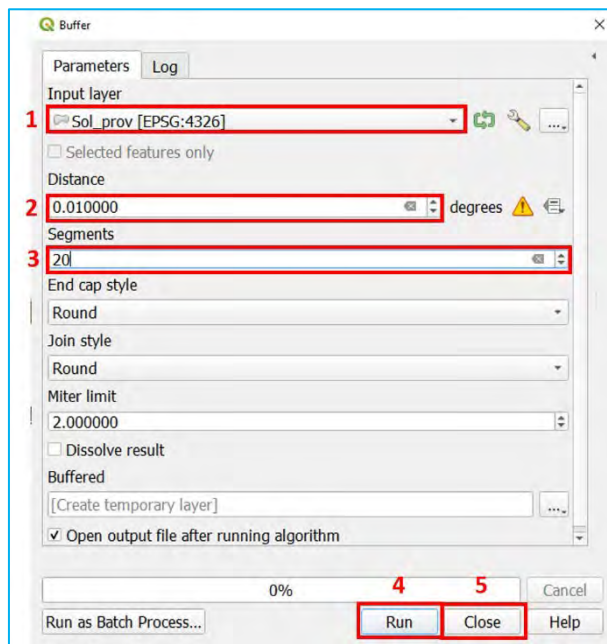 Buffer
Parameters Log
Input layer
1 Sol_prov [EPSG:4326] ...
Selected features only
Distance
2 0.010000 degrees
Segments
3 20
End cap style
Round
Join style
Round
Miter limit
2.000000
Dissolve result
Buffered
[Create temporary layer] ...
Open output file after running algorithm
4 5
0% Cancel
Run as Batch Process... Run Close Help